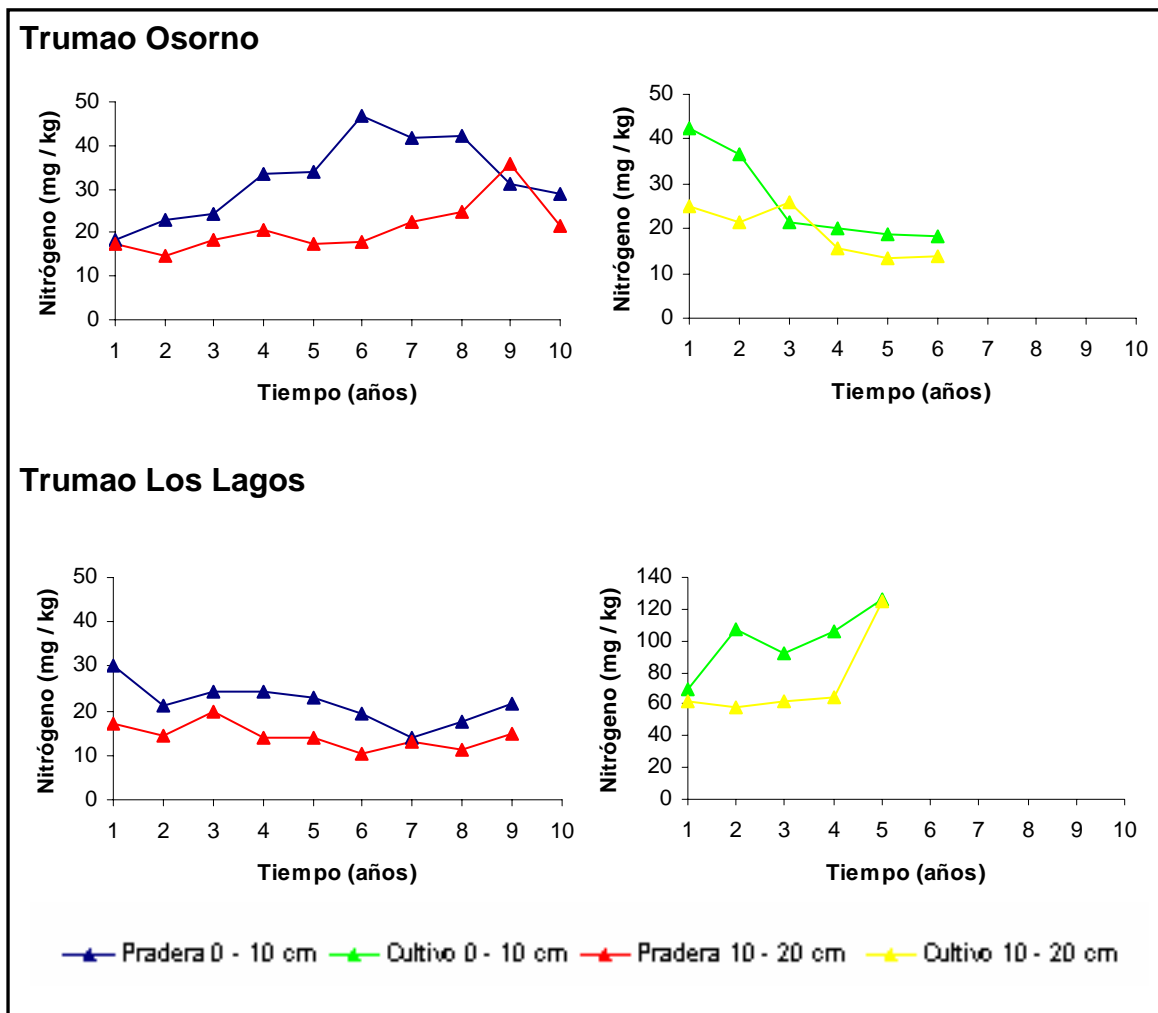 Trumao Osorno
Nitrógeno (mg / kg)
50
40
30
20
10
0
1 2 3 4 5 6 7 8 9 10
Tiempo (años)
Nitrógeno (mg / kg)
50
40
30
20
10
0
1 2 3 4 5 6 7 8 9 10
Tiempo (años)
Trumao Los Lagos
Nitrógeno (mg / kg)
50
40
30
20
10
0
1 2 3 4 5 6 7 8 9 10
Tiempo (años)
Nitrógeno (mg / kg)
140
120
100
80
60
40
20
0
1 2 3 4 5 6 7 8 9 10
Tiempo (años)
Pradera 0 - 10 cm Cultivo 0 - 10 cm Pradera 10 - 20 cm Cultivo 10 - 20 cm